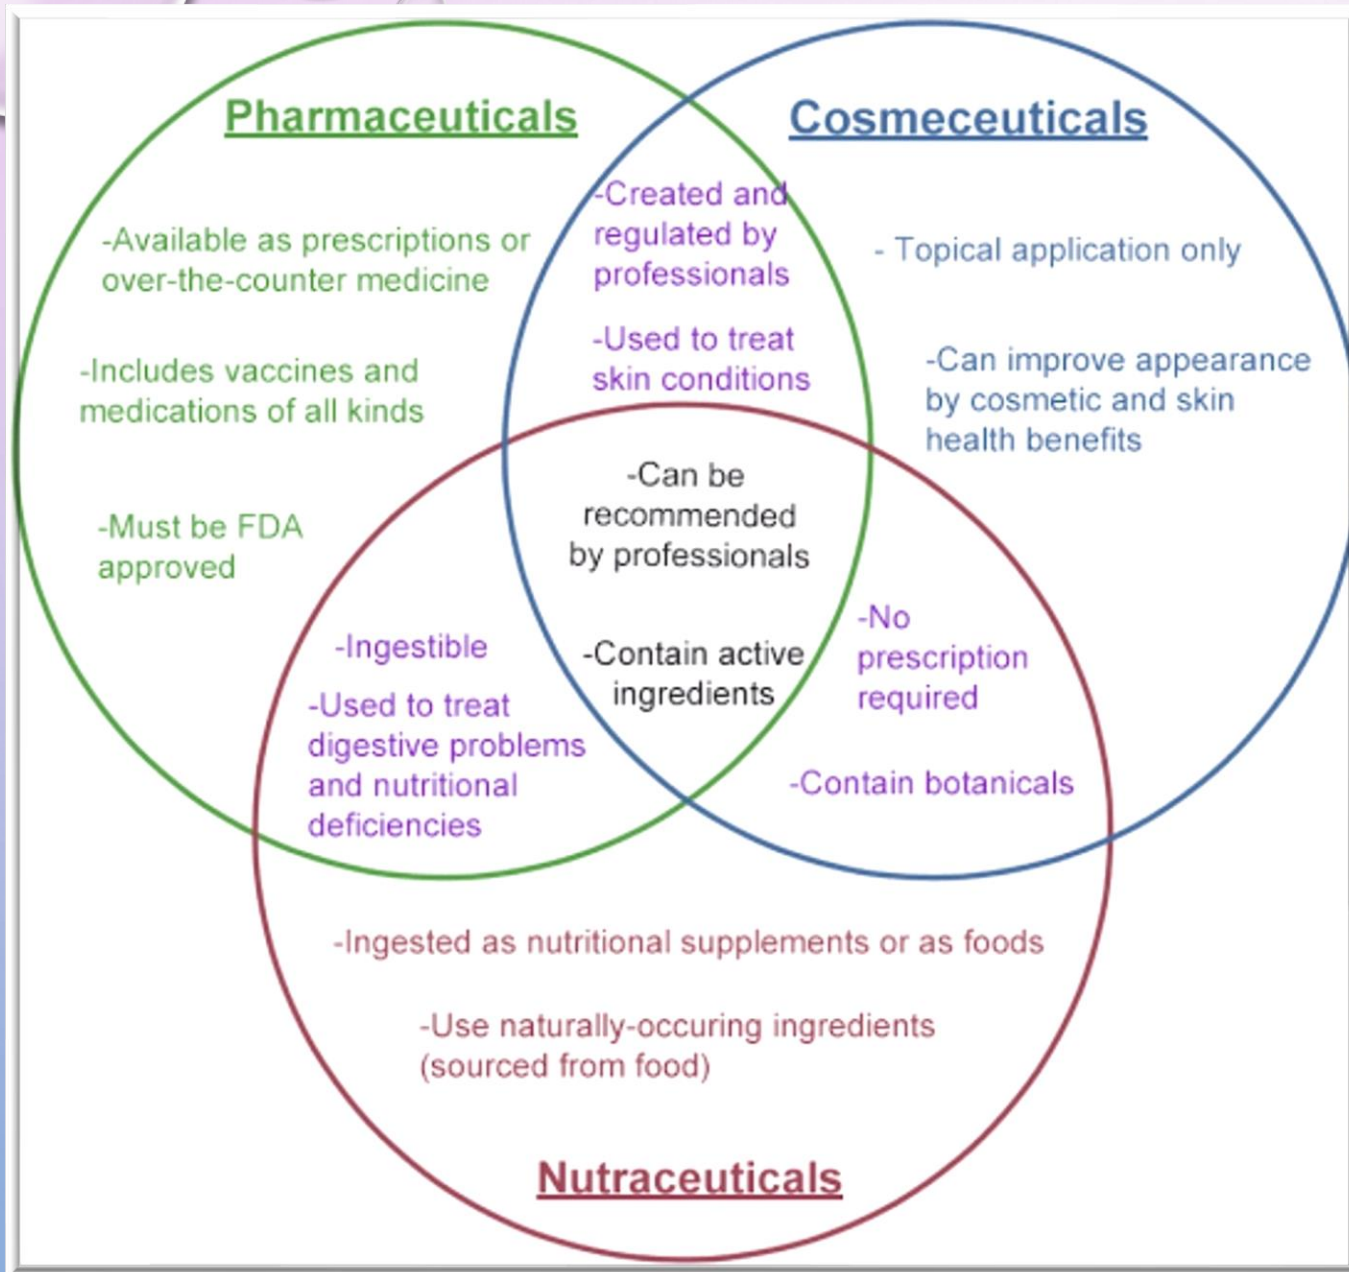 Pharmaceuticals
-Available as prescriptions or
over-the-counter medicine
-Includes vaccines and
medications of all kinds
-Must be FDA
approved
Cosmeceuticals
- Topical application only
-Can improve appearance
by cosmetic and skin
health benefits
-Created and
regulated by
professionals
-Used to treat
skin conditions
-Can be
recommended
by professionals
-Contain active
ingredients
-Ingestible
-Used to treat
digestive problems
and nutritional
deficiencies
-No
prescription
required
-Contain botanicals
-Ingested as nutritional supplements or as foods
-Use naturally-occuring ingredients
(sourced from food)
Nutraceuticals